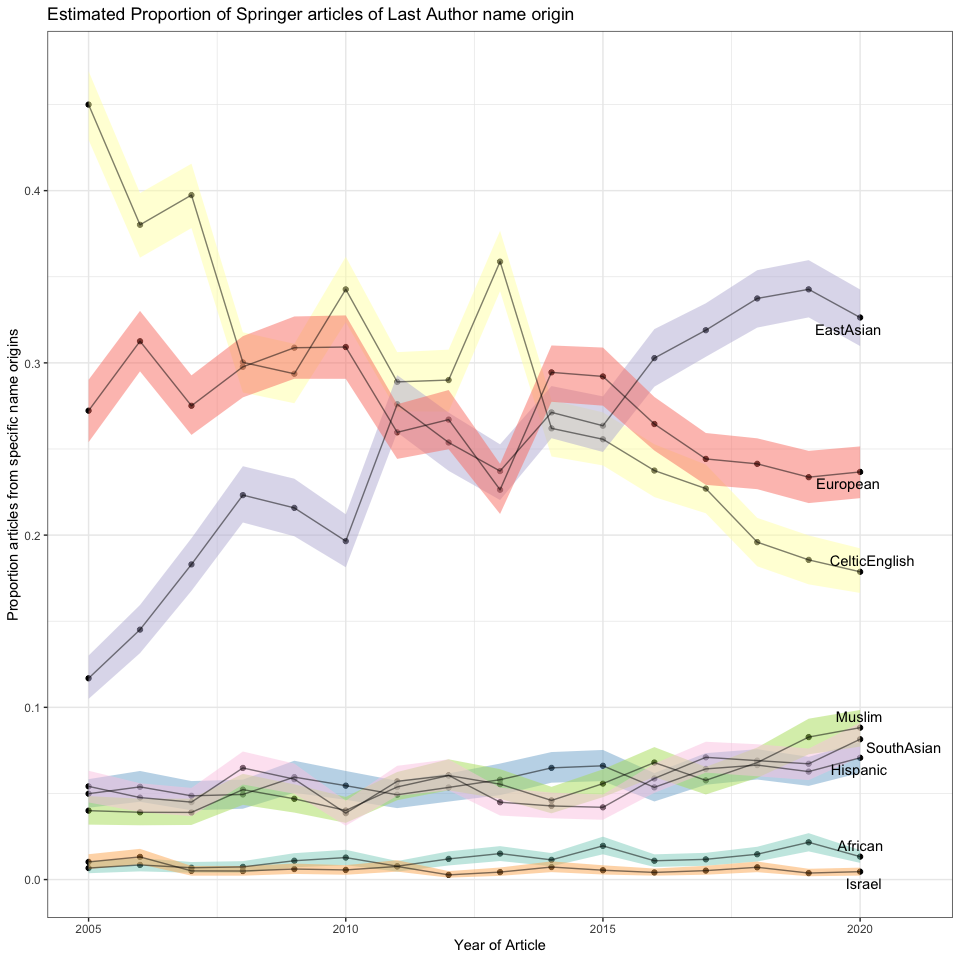 Estimated Proportion of Springer articles of Last Author name origin
Proportion articles from specific name origins
0.4
0.3
0.2
0.1
0.0
EastAsian
European
CelticEnglish
Muslim
SouthAsian
Hispanic
African
Israel
2005
2010
2015
2020
Year of Article